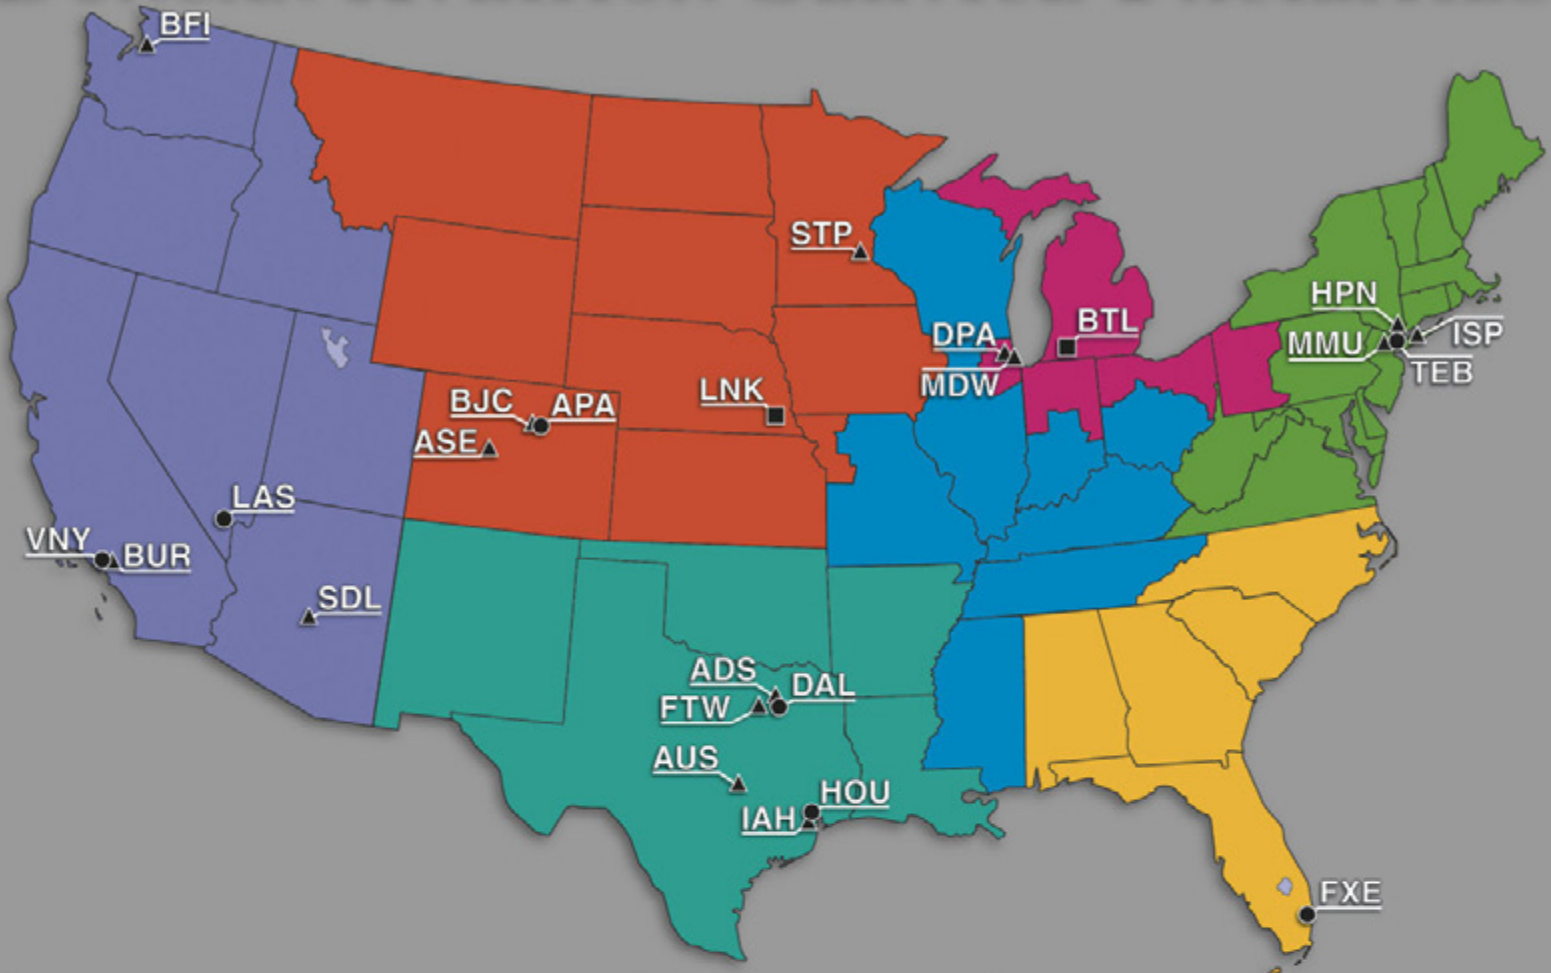 BFI
STP
HPN
ISP
MMU
TEB
DPA
BTL
MDW
LNK
BJC
APA
ASE
LAS
VNY
BUR
SDL
ADS
DAL
FTW
AUS
HOU
IAH
FXE